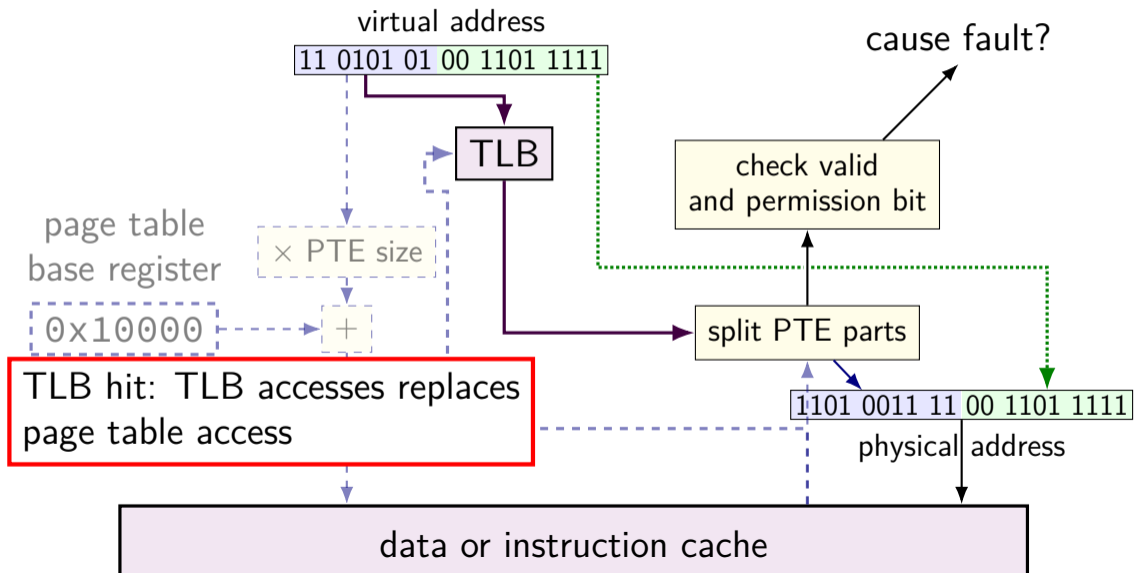 virtual address
11 0101 01 00 1101 1111
cause fault?
TLB
check valid
and permission bit
page table
base register
× PTE size
0x10000
+
split PTE parts
TLB hit: TLB accesses replaces
page table access
1101 0011 11 00 1101 1111
physical address
data or instruction cache